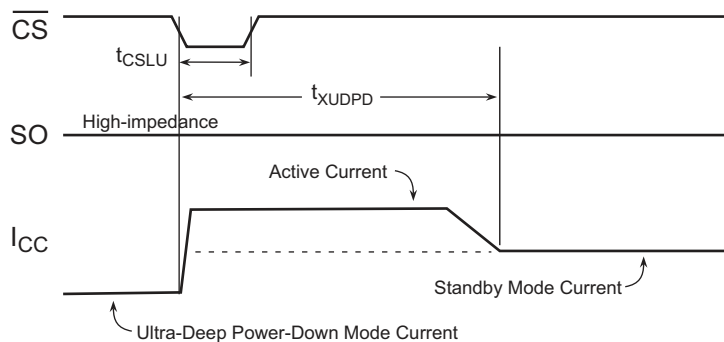 CS
tCSLU
tXUDPD
High-impedance
SO
Active Current
ICC
Standby Mode Current
Ultra-Deep Power-Down Mode Current